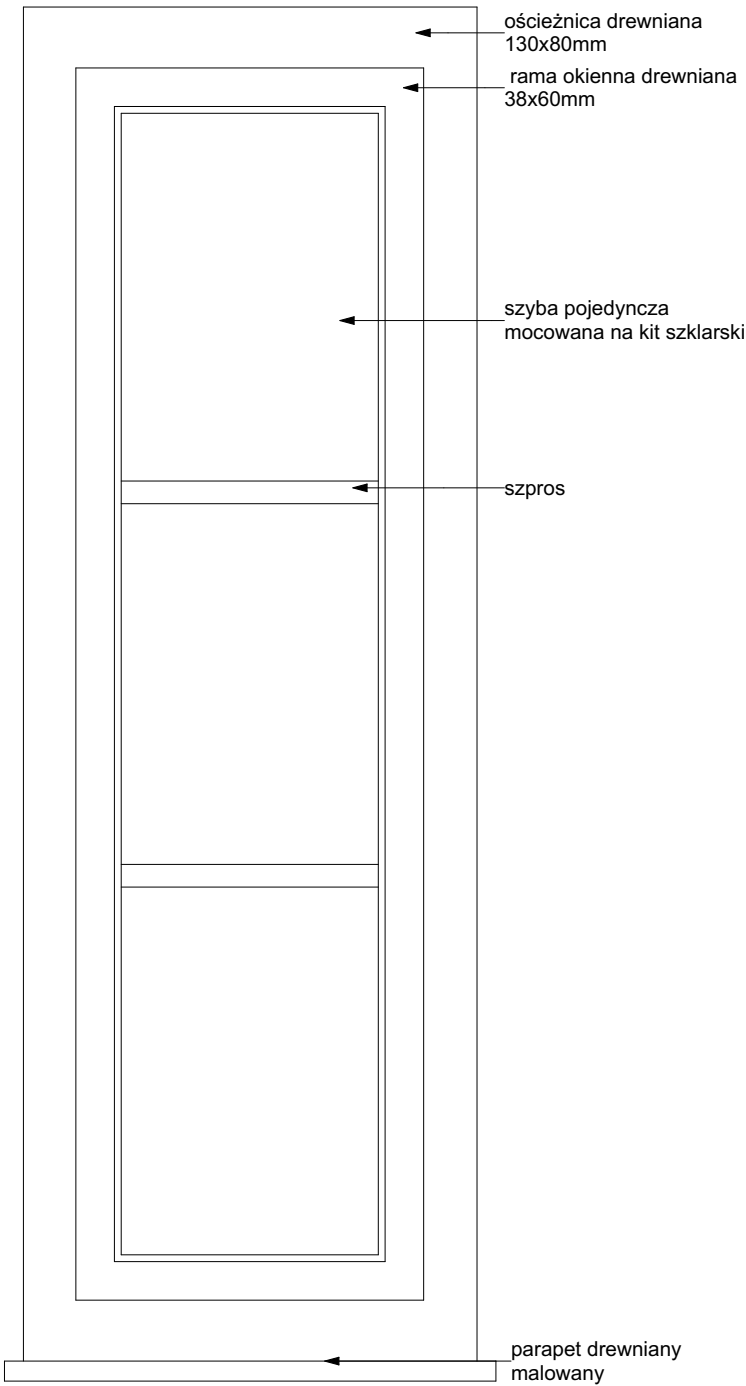 ościeżnica drewniana
130x80mm
rama okienna drewniana
38x60mm
szyba pojedyncza
mocowana na kit szklarski
szpros
parapet drewniany
malowany